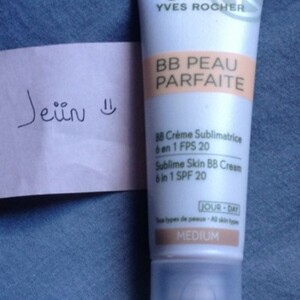 Jeiin =)
YVES ROCHER
BB PEAU
PARFAITE
BB Crème Sublimatrice
6 en 1 FPS 20
Sublime Skin BB Cream
6 in 1 SPF 20
JOUR • DAY
Tous types de peaux • All skin types
MEDIUM